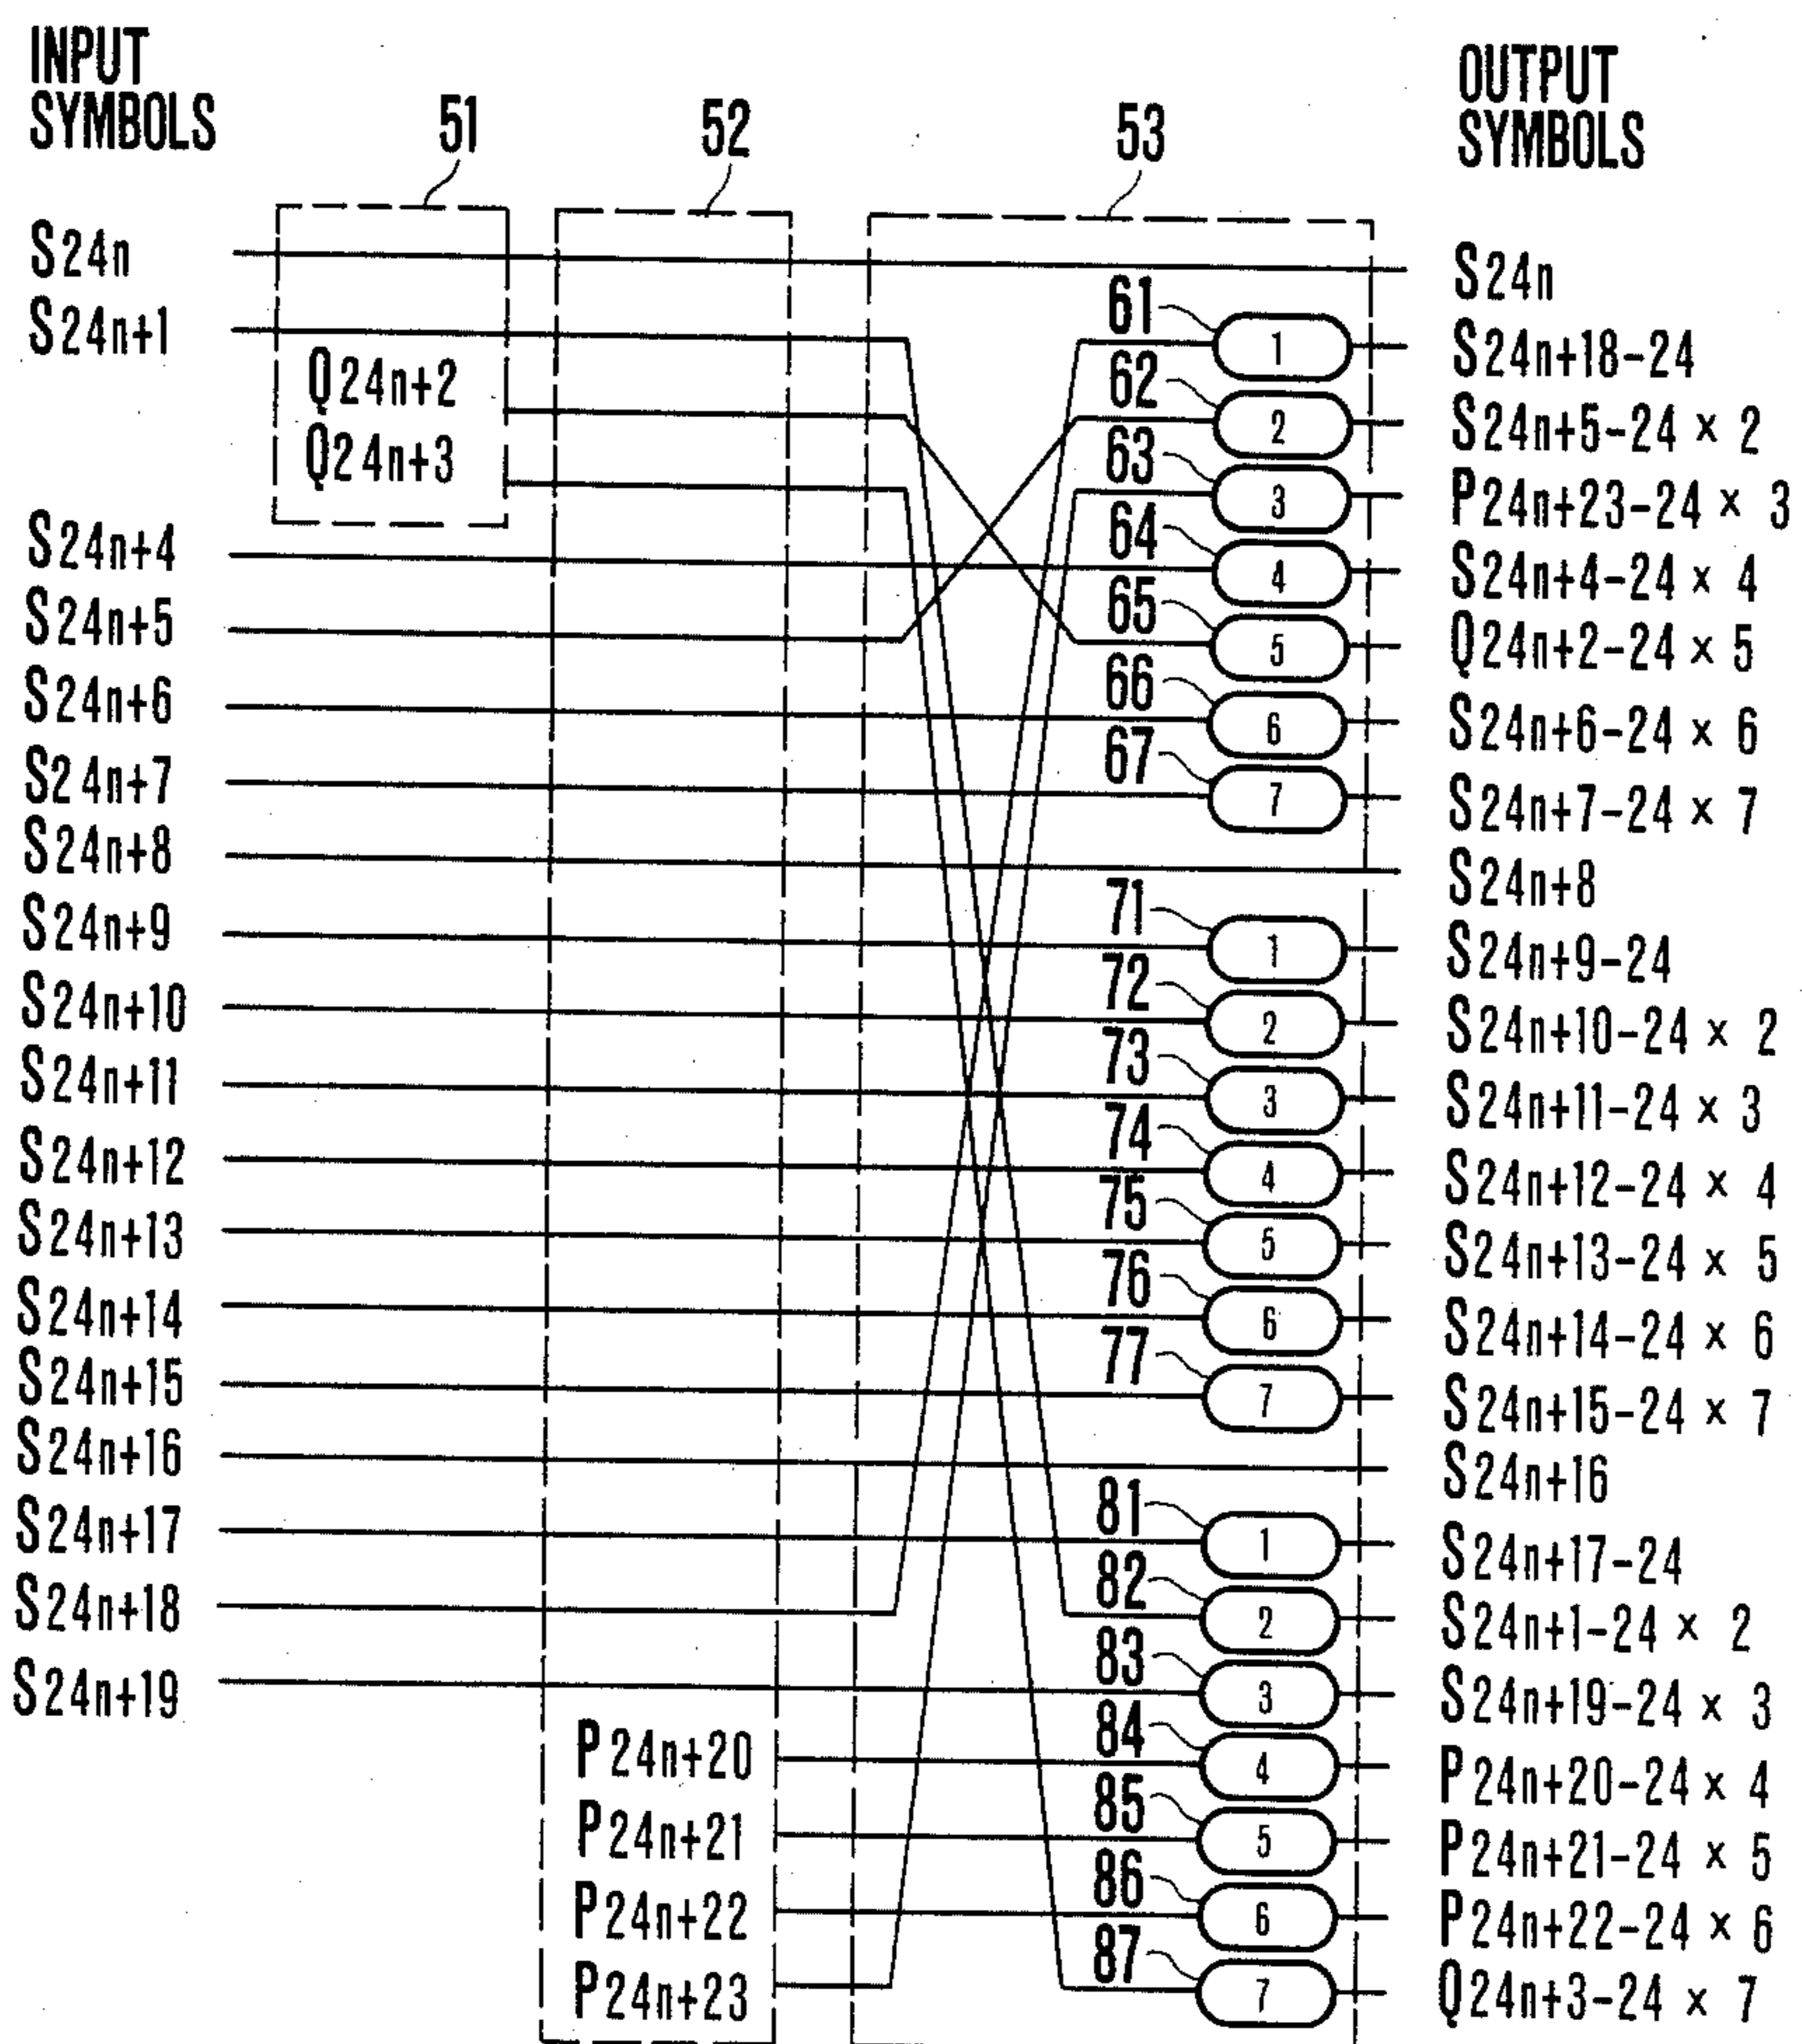 INPUT
SYMBOLS
OUTPUT
SYMBOLS
51
52
53
S24n
S24n
S24n+1
61
1
S24n+18-24
Q24n+2
62
2
S24n+5-24 × 2
Q24n+3
63
3
P24n+23-24 × 3
S24n+4
64
4
S24n+4-24 × 4
S24n+5
65
5
Q24n+2-24 × 5
S24n+6
66
6
S24n+6-24 × 6
S24n+7
67
7
S24n+7-24 × 7
S24n+8
S24n+8
S24n+9
71
1
S24n+9-24
S24n+10
72
2
S24n+10-24 × 2
S24n+11
73
3
S24n+11-24 × 3
S24n+12
74
4
S24n+12-24 × 4
S24n+13
75
5
S24n+13-24 × 5
S24n+14
76
6
S24n+14-24 × 6
S24n+15
77
7
S24n+15-24 × 7
S24n+16
S24n+16
S24n+17
81
1
S24n+17-24
S24n+18
82
2
S24n+1-24 × 2
S24n+19
83
3
S24n+19-24 × 3
P24n+20
84
4
P24n+20-24 × 4
P24n+21
85
5
P24n+21-24 × 5
P24n+22
86
6
P24n+22-24 × 6
P24n+23
87
7
Q24n+3-24 × 7